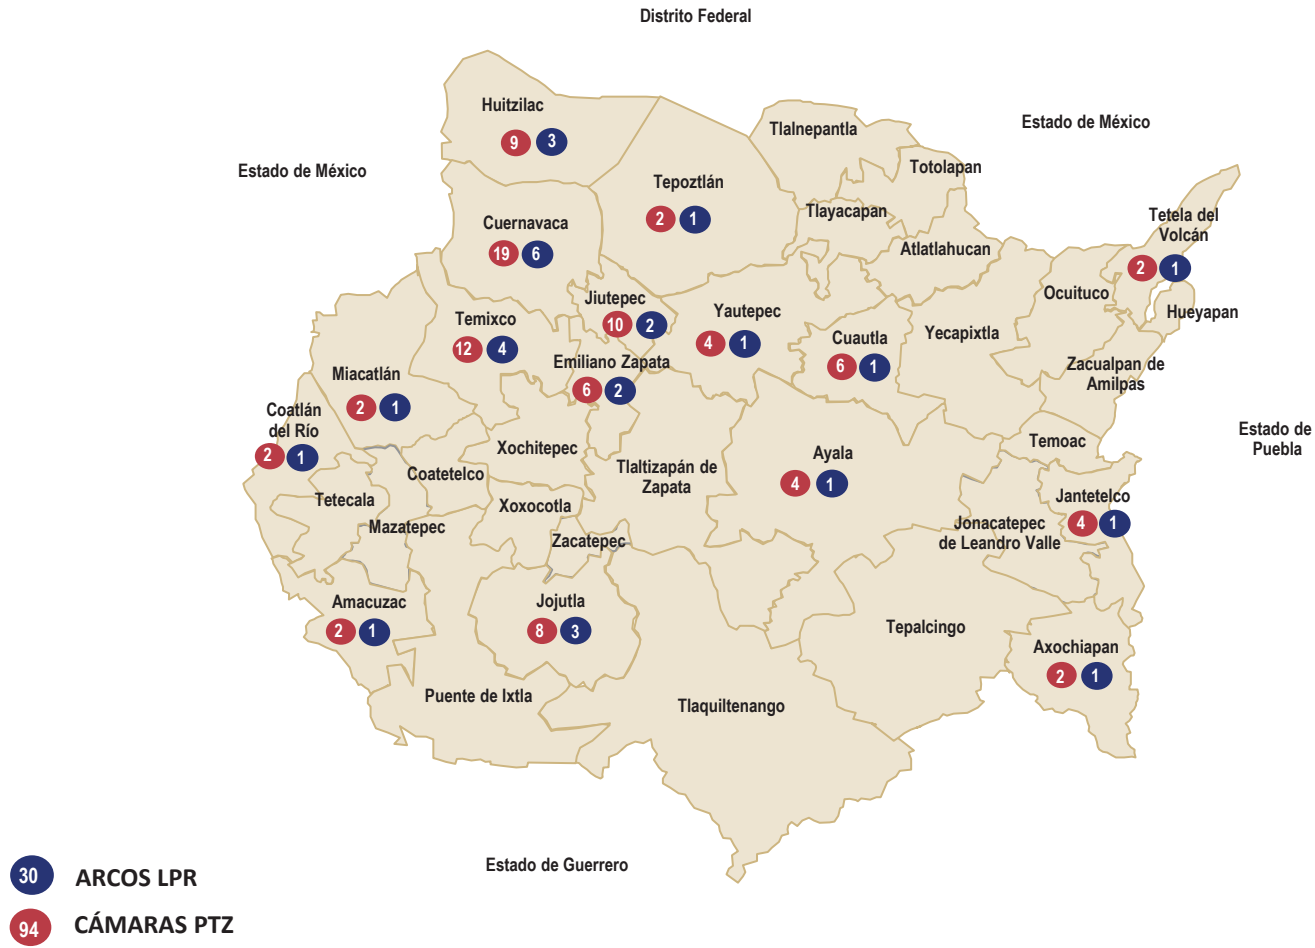 Distrito Federal
Huitzilac
9 3
Tlalnepantla
Estado de México
Estado de México
Totolapan
Tepoztlán
2 1
Tlayacapan
Tetela del
Volcán
2 1
Cuernavaca
19 6
Atlatlahucan
Ocuituco
Hueyapan
Jiutepec
10 2
Yautepec
4 1
Temixco
12 4
Cuautla
6 1
Yecapixtla
Emiliano Zapata
6 2
Zacualpan de
Amilpas
Miacatlán
2 1
Coatlán
del Río
2 1
Estado de
Puebla
Temoac
Xochitepec
Ayala
4 1
Coatetelco
Tlaltizapán de
Zapata
Tetecala
Xoxocotla
Jantetelco
4 1
Mazatepec
Jonacatepec
de Leandro Valle
Zacatepec
Amacuzac
2 1
Jojutla
8 3
Tepalcingo
Axochiapan
2 1
Puente de Ixtla
Tlaquiltenango
Estado de Guerrero
30 ARCOS LPR
94 CÁMARAS PTZ